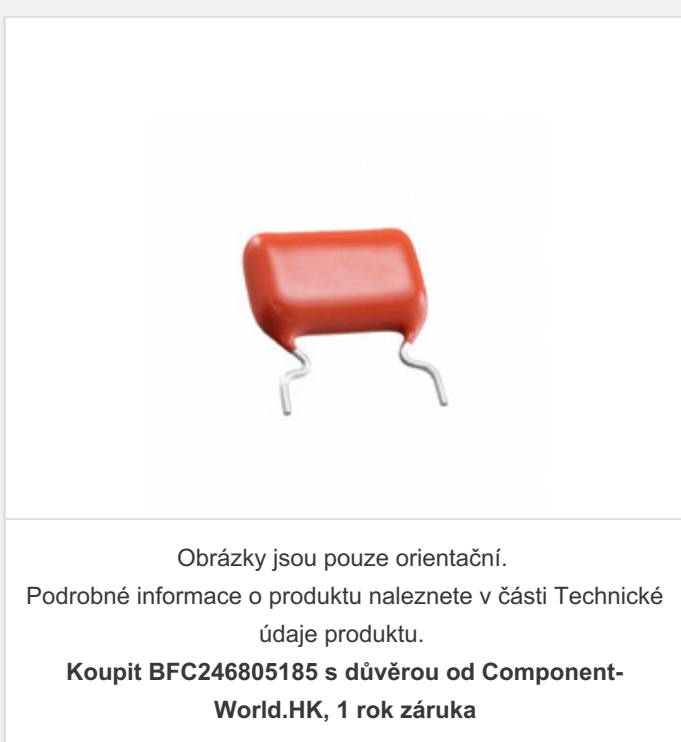 Obrázky jsou pouze orientační.
Podrobné informace o produktu naleznete v části Technické
údaje produktu.
Koupit BFC246805185 s důvěrou od Component-
World.HK, 1 rok záruka